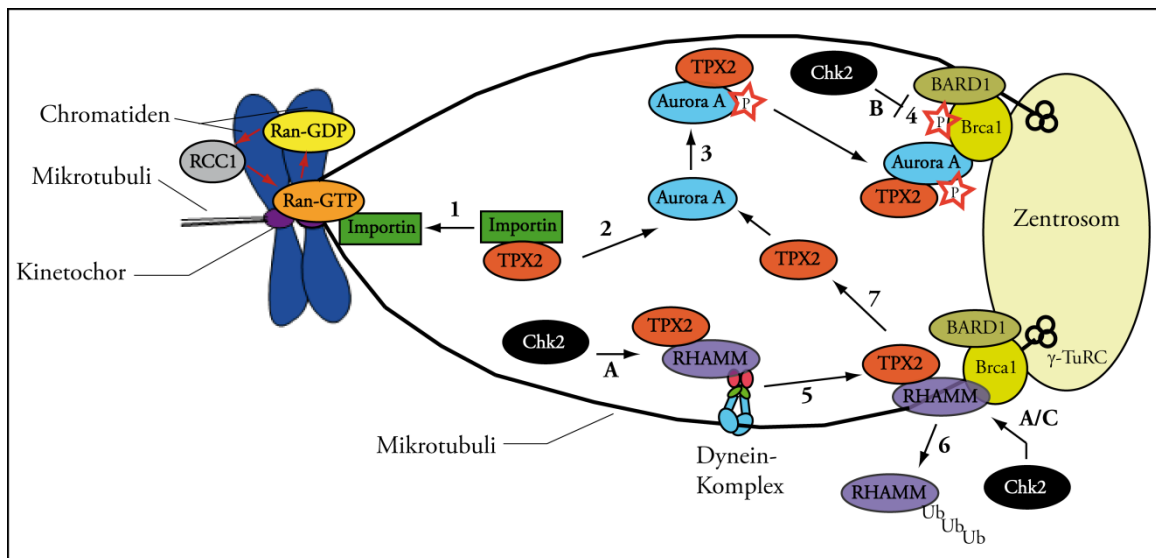 Chromatiden
Ran-GDP
RCC1
Mikrotubuli
Ran-GTP
Importin
Kinetochor
1
Importin
TPX2
2
TPX2
Aurora A
P
3
Aurora A
Chk2
B
BARD1
4
P
Brca1
Aurora A
P
TPX2
Zentrosom
TPX2
7
Chk2
A
TPX2
RHAMM
5
TPX2
BARD1
Brca1
γ-TuRC
RHAMM
A/C
6
Mikrotubuli
Dynein-
Komplex
RHAMM
Ub
Ub
Ub
Chk2